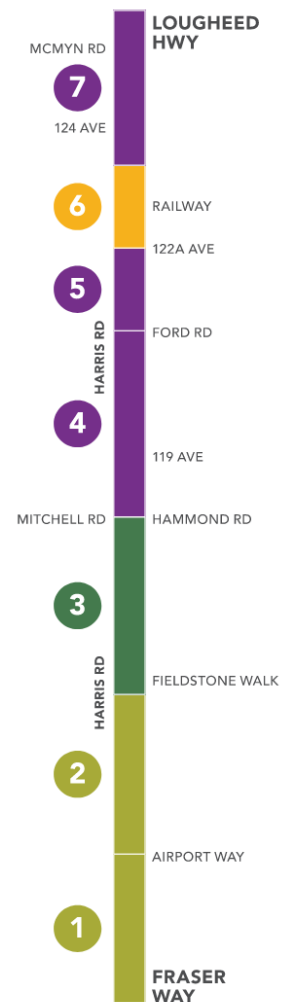 LOUGHEED
HWY
MCMYN RD
7
124 AVE
6
RAILWAY
122A AVE
5
FORD RD
HARRIS RD
4
119 AVE
MITCHELL RD
HAMMOND RD
3
FIELDSTONE WALK
HARRIS RD
2
AIRPORT WAY
1
FRASER
WAY